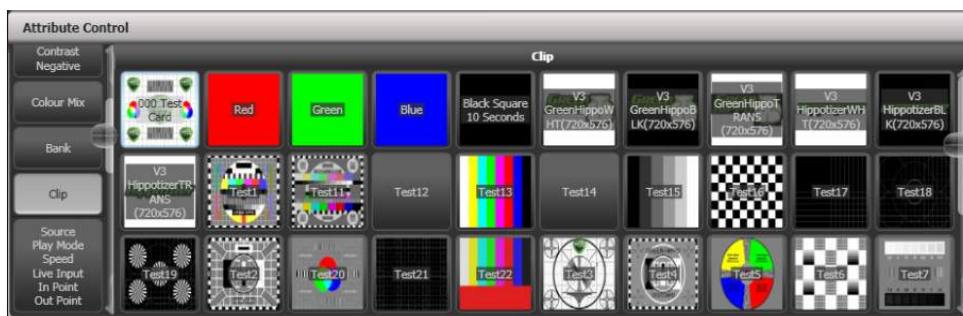 Attribute Control
Contrast
Negative
Colour Mix
Bank
Clip
Source
Play Mode
Speed
Live Input
In Point
Out Point
Clip
000 Test
Card
Red
Green
Blue
Black Square
10 Seconds
V3
GreenHippoW
HT(720x576)
V3
GreenHippoB
LK(720x576)
V3
GreenHippoT
RANS
(720x576)
V3
HippotizerWH
T(720x576)
V3
HippotizerBL
K(720x576)
V3
HippotizerTR
ANS
(720x576)
Test1
Test11
Test12
Test13
Test14
Test15
Test16
Test17
Test18
Test19
Test2
Test20
Test21
Test22
Test3
Test4
Test5
Test6
Test7